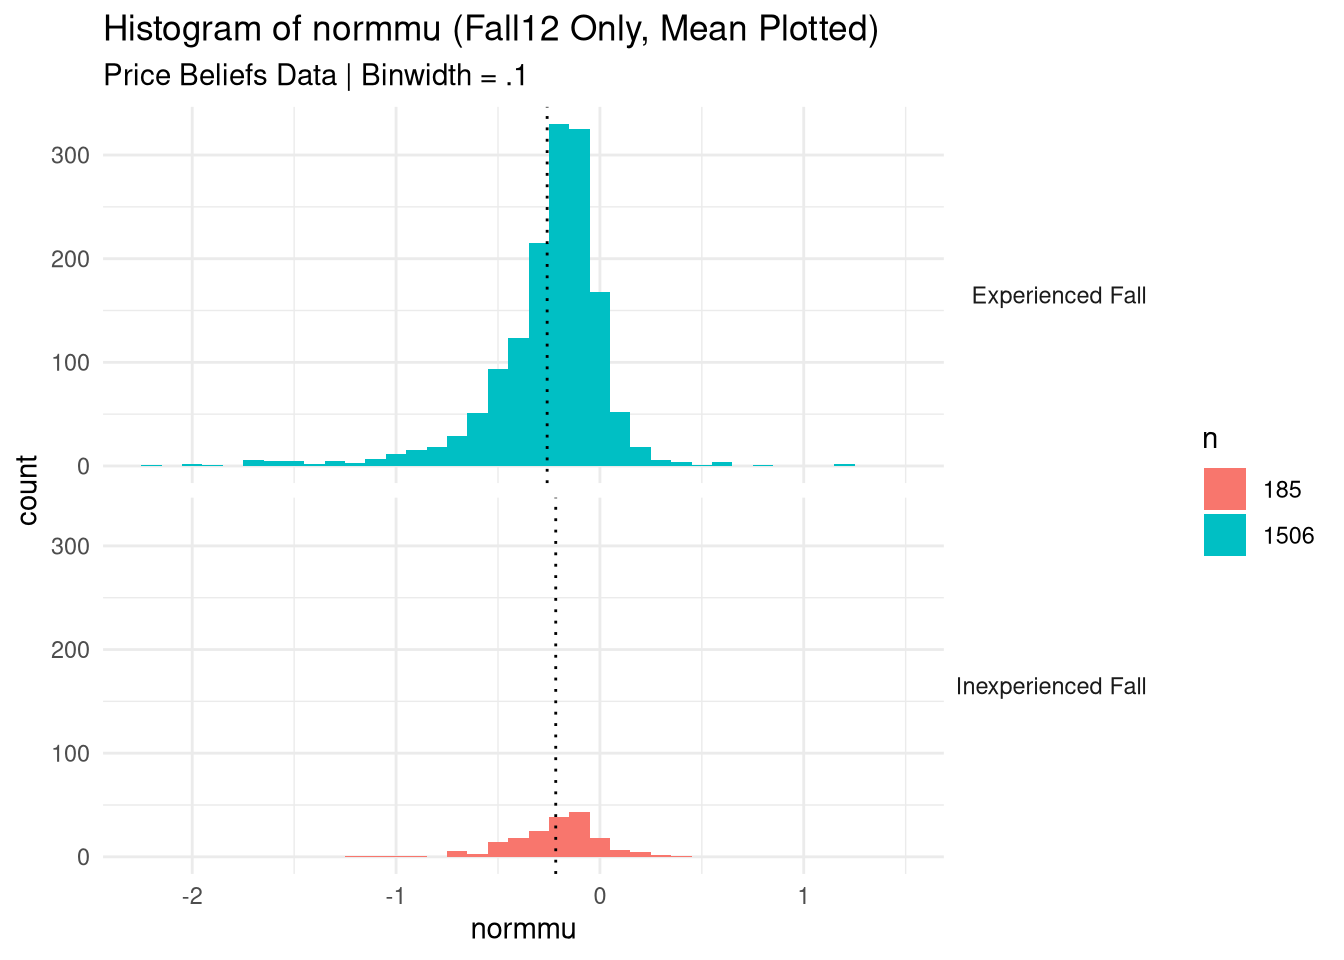 Histogram of normmu (Fall12 Only, Mean Plotted)
Price Beliefs Data | Binwidth = .1
300
200
100
0
Experienced Fall
300
200
100
0
Inexperienced Fall
-2
-1
0
1
normmu
count
n
185
1506